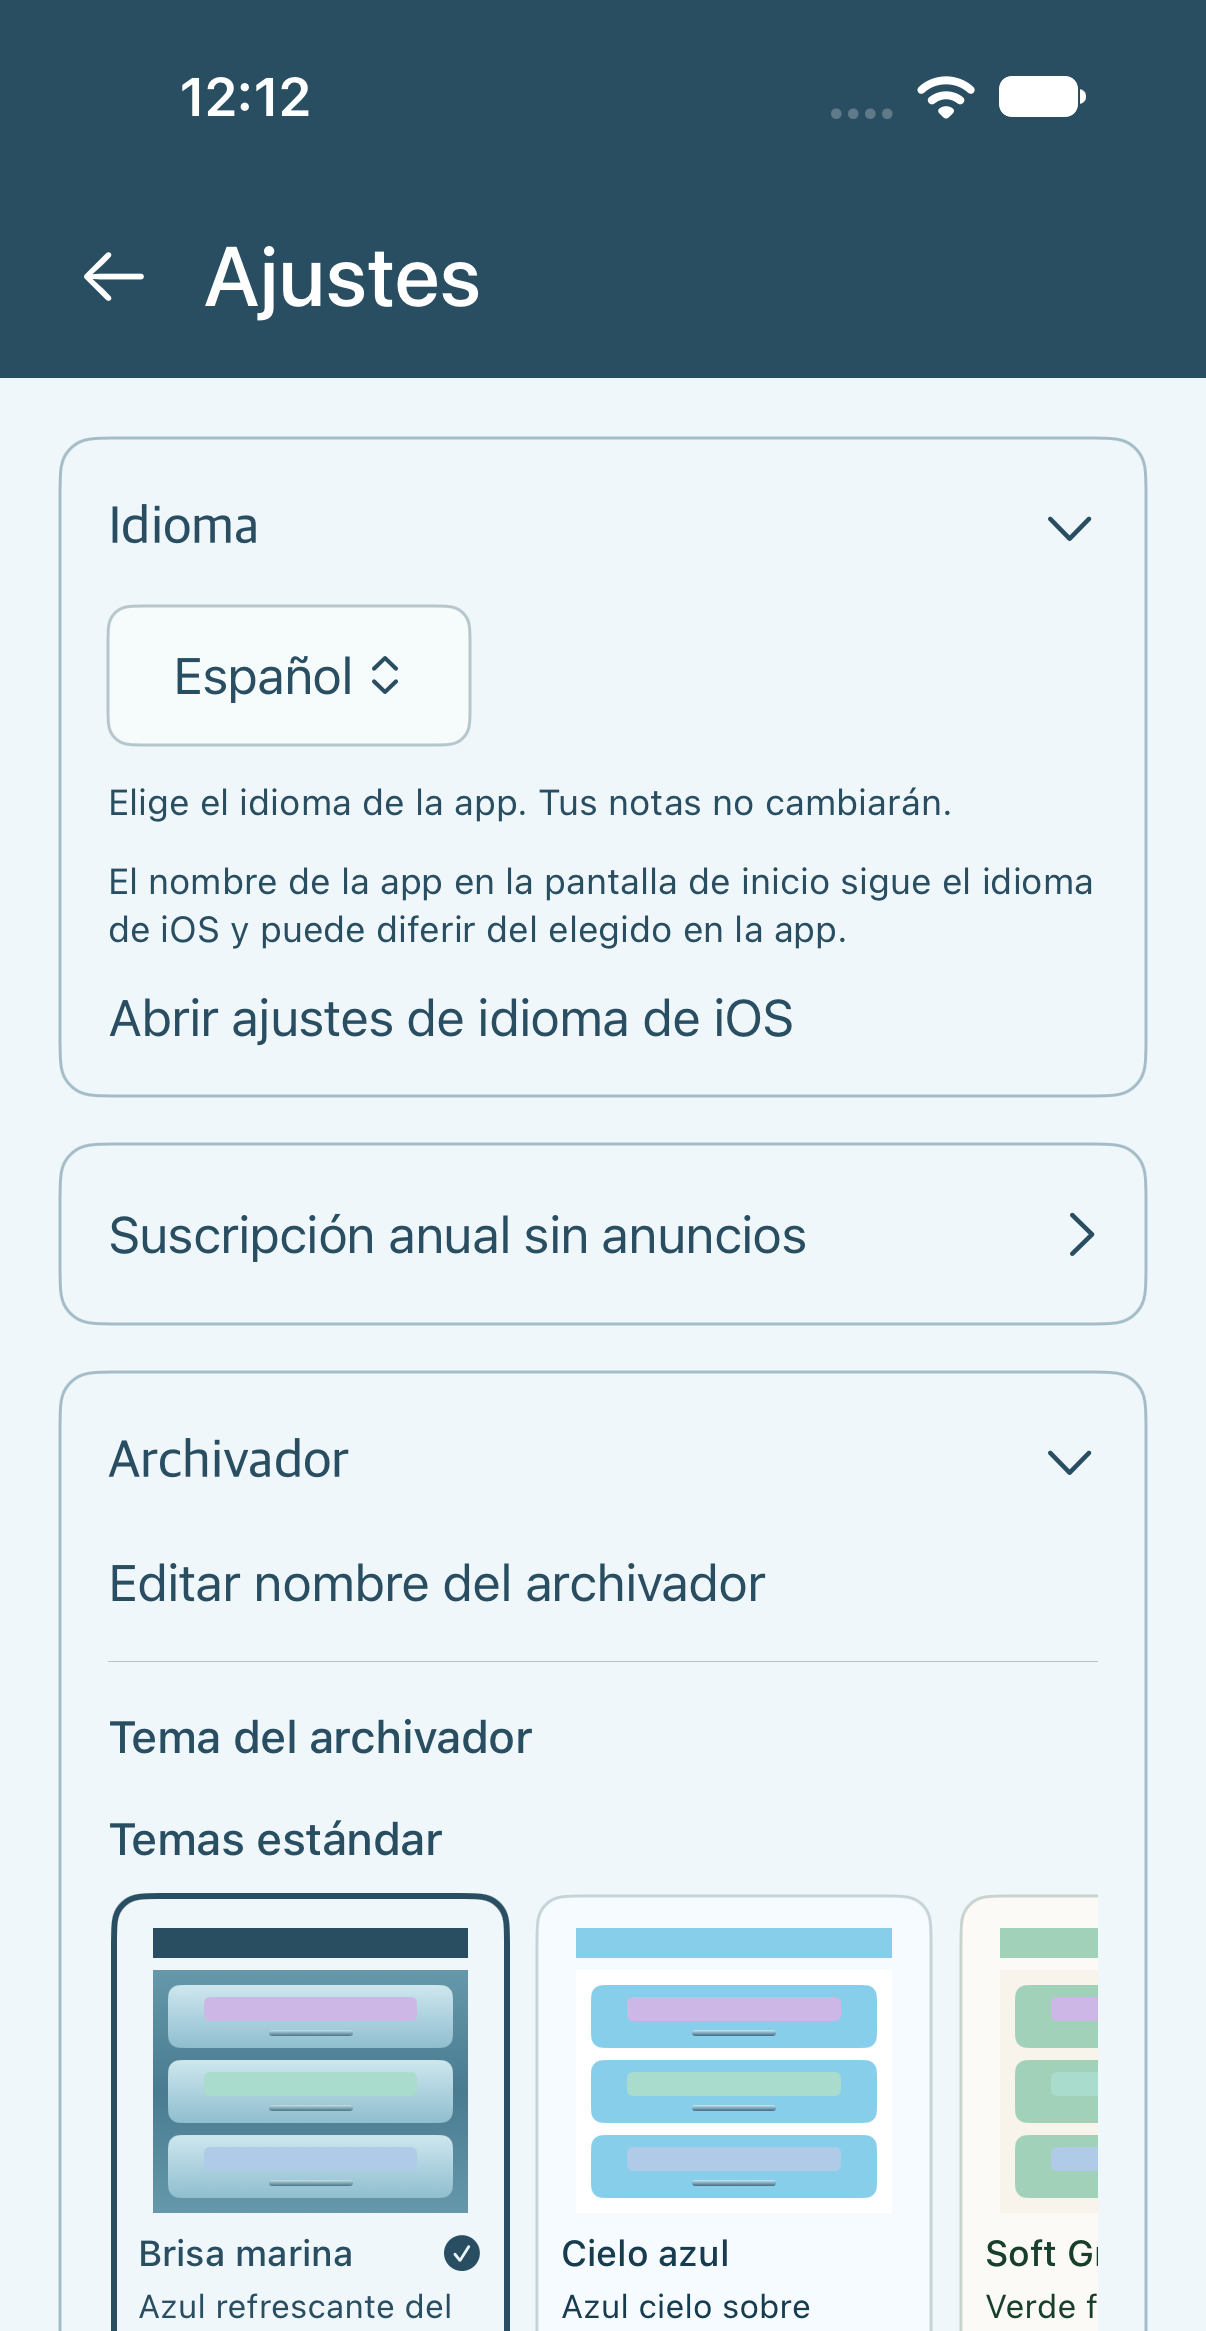 12:12
Ajustes
Idioma
Español
Elige el idioma de la app. Tus notas no cambiarán.
El nombre de la app en la pantalla de inicio sigue el idioma
de iOS y puede diferir del elegido en la app.
Abrir ajustes de idioma de iOS
Suscripción anual sin anuncios
Archivador
Editar nombre del archivador
Tema del archivador
Temas estándar
Brisa marina
Cielo azul
Soft
Azul refrescante del
Azul cielo sobre
Verde